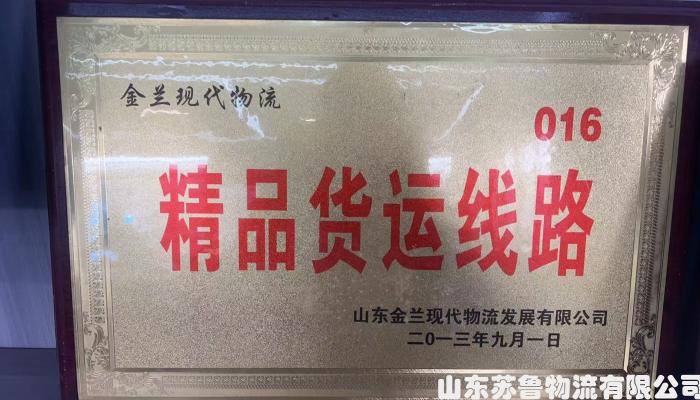 金兰现代物流
016
精品货运线路
山东金兰现代物流发展有限公司
二0一三年九月一日
山东苏鲁物流有限公司